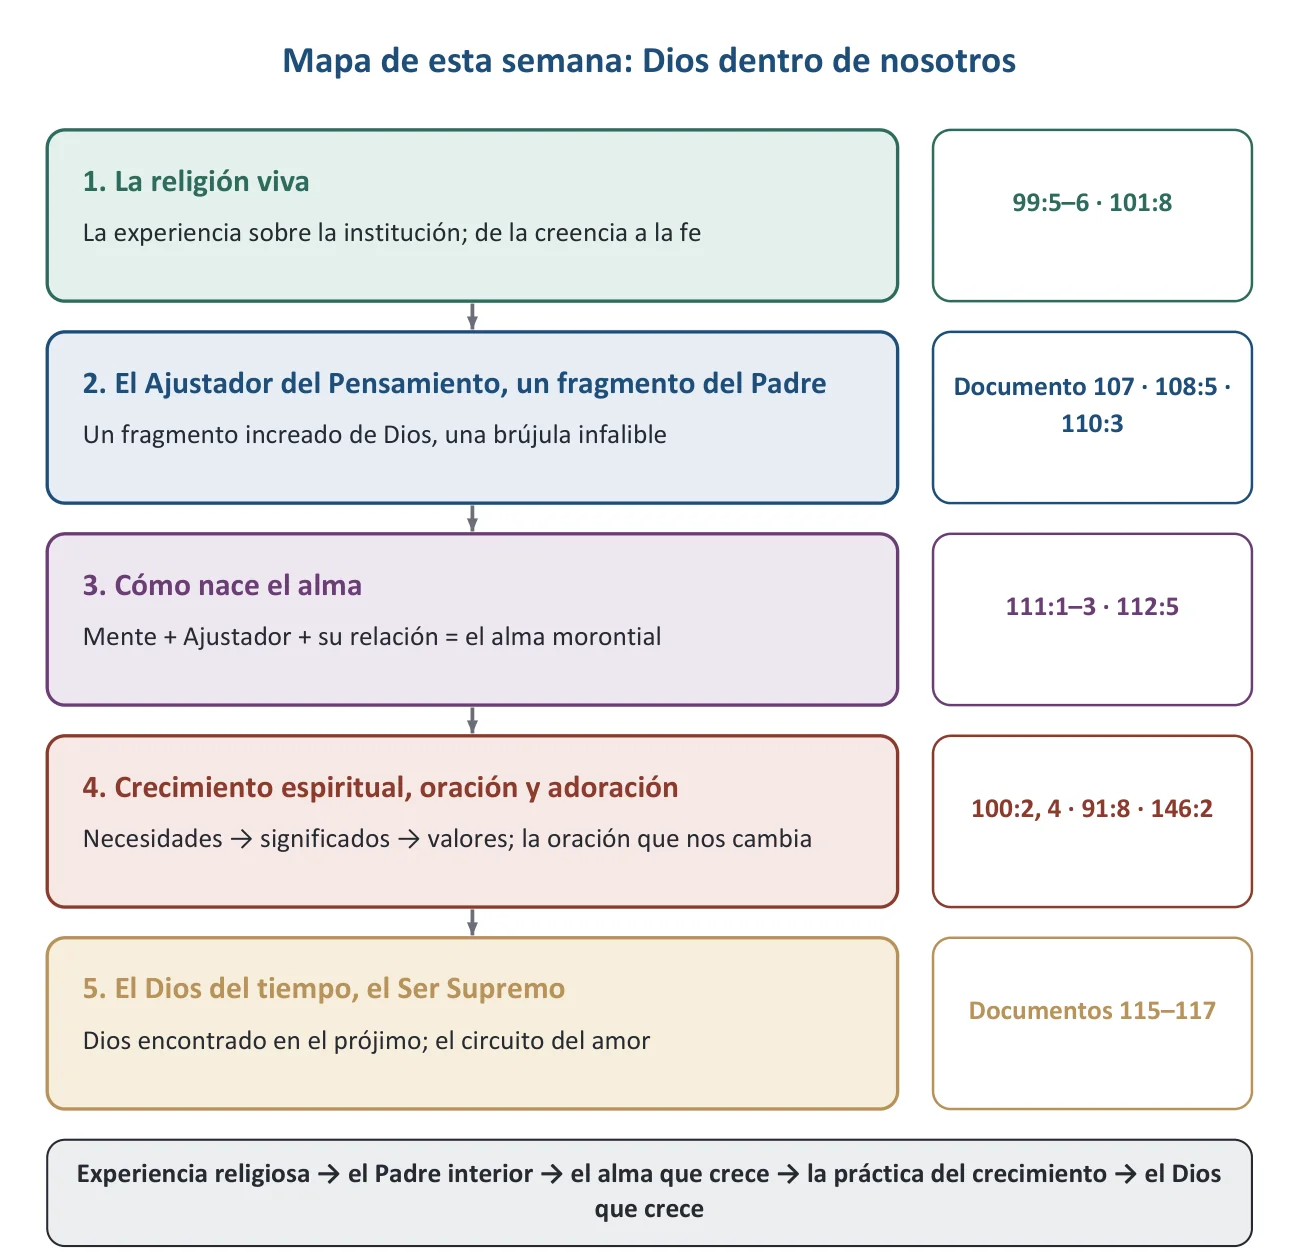 Mapa de esta semana: Dios dentro de nosotros
1. La religión viva
La experiencia sobre la institución; de la creencia a la fe
99:5–6 · 101:8
2. El Ajustador del Pensamiento, un fragmento del Padre
Un fragmento increado de Dios, una brújula infalible
Documento 107 · 108:5 ·
110:3
3. Cómo nace el alma
Mente + Ajustador + su relación = el alma morontial
111:1–3 · 112:5
4. Crecimiento espiritual, oración y adoración
Necesidades → significados → valores; la oración que nos cambia
100:2, 4 · 91:8 · 146:2
5. El Dios del tiempo, el Ser Supremo
Dios encontrado en el prójimo; el circuito del amor
Documentos 115–117
Experiencia religiosa → el Padre interior → el alma que crece → la práctica del crecimiento → el Dios
que crece